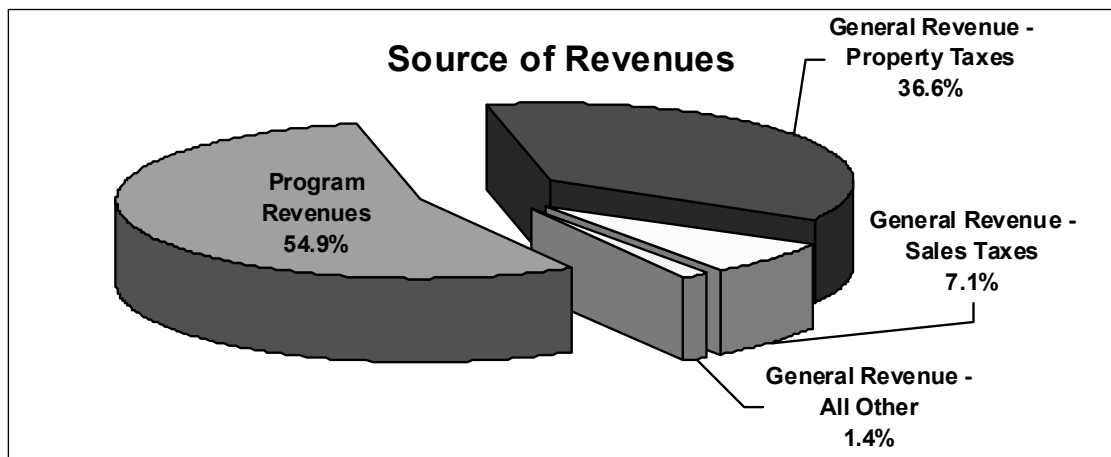 Source of Revenues
General Revenue -
Property Taxes
36.6%
Program
Revenues
54.9%
General Revenue -
Sales Taxes
7.1%
General Revenue -
All Other
1.4%